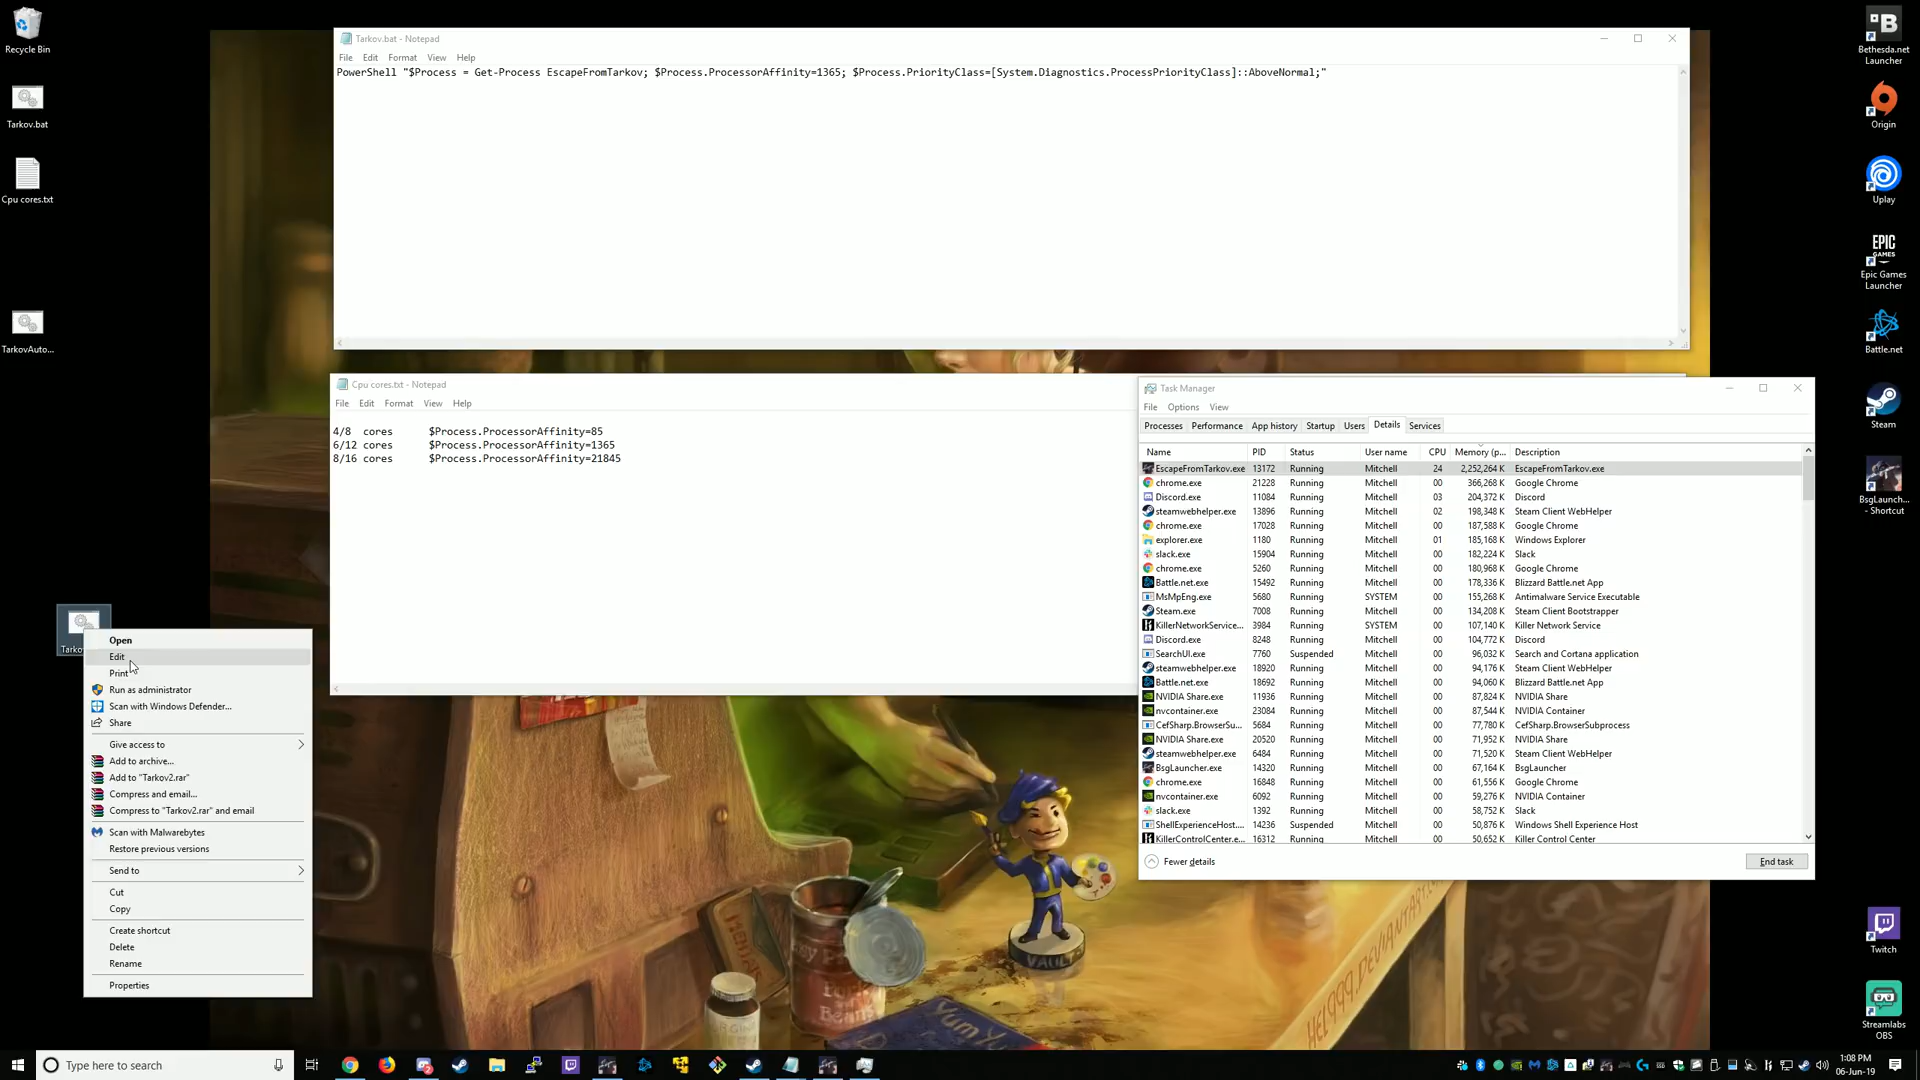 Recycle Bin
Tarkov.bat
Cpu cores.txt
TarkovAuto...
Tarkov.bat - Notepad
File Edit Format View Help
PowerShell "$Process = Get-Process EscapeFromTarkov; $Process.ProcessorAffinity=1365; $Process.PriorityClass=[System.Diagnostics.ProcessPriorityClass]::AboveNormal;"
Cpu cores.txt - Notepad
File Edit Format View Help
4/8 cores $Process.ProcessorAffinity=85
6/12 cores $Process.ProcessorAffinity=1365
8/16 cores $Process.ProcessorAffinity=21845
Tarkov
Open
Edit
Print
Run as administrator
Scan with Windows Defender...
Share
Give access to
Add to archive...
Add to "Tarkov2.rar"
Compress and email...
Compress to "Tarkov2.rar" and email
Scan with Malwarebytes
Restore previous versions
Send to
Cut
Copy
Create shortcut
Delete
Rename
Properties
Task Manager
File Options View
Processes Performance App history Startup Users Details Services
Name PID Status User name CPU Memory (p... Description
EscapeFromTarkov.exe 13172 Running Mitchell 24 2,252,264 K EscapeFromTarkov.exe
chrome.exe 21228 Running Mitchell 00 366,268 K Google Chrome
Discord.exe 11084 Running Mitchell 03 204,372 K Discord
steamwebhelper.exe 13896 Running Mitchell 02 198,348 K Steam Client WebHelper
chrome.exe 17028 Running Mitchell 00 187,588 K Google Chrome
explorer.exe 1180 Running Mitchell 01 185,168 K Windows Explorer
slack.exe 15904 Running Mitchell 00 182,224 K Slack
chrome.exe 5260 Running Mitchell 00 180,968 K Google Chrome
Battle.net.exe 15492 Running Mitchell 00 178,336 K Blizzard Battle.net App
MsMpEng.exe 5680 Running SYSTEM 00 155,268 K Antimalware Service Executable
Steam.exe 7008 Running Mitchell 00 134,208 K Steam Client Bootstrapper
KillerNetworkService... 3984 Running SYSTEM 00 107,140 K Killer Network Service
Discord.exe 8248 Running Mitchell 00 104,772 K Discord
SearchUI.exe 7760 Suspended Mitchell 00 96,032 K Search and Cortana application
steamwebhelper.exe 18920 Running Mitchell 00 94,176 K Steam Client WebHelper
Battle.net.exe 18692 Running Mitchell 00 94,060 K Blizzard Battle.net App
NVIDIA Share.exe 11936 Running Mitchell 00 87,824 K NVIDIA Share
nvcontainer.exe 23084 Running Mitchell 00 87,544 K NVIDIA Container
CefSharp.BrowserSu... 5684 Running Mitchell 00 77,780 K CefSharp.BrowserSubprocess
NVIDIA Share.exe 20520 Running Mitchell 00 71,952 K NVIDIA Share
steamwebhelper.exe 6484 Running Mitchell 00 71,520 K Steam Client WebHelper
BsgLauncher.exe 14320 Running Mitchell 00 67,164 K BsgLauncher
chrome.exe 16848 Running Mitchell 00 61,556 K Google Chrome
nvcontainer.exe 6092 Running Mitchell 00 59,276 K NVIDIA Container
slack.exe 1392 Running Mitchell 00 58,752 K Slack
ShellExperienceHost.... 14236 Suspended Mitchell 00 50,876 K Windows Shell Experience Host
KillerControlCenter.e... 16312 Running Mitchell 00 50,652 K Killer Control Center
Fewer details
End task
Bethesda.net
Launcher
Origin
Uplay
EPIC
GAMES
Epic Games
Launcher
Battle.net
Steam
BsgLaunch...
- Shortcut
Twitch
Streamlabs
OBS
VAULT
HELGGG.DEVIANTART.COM
Type here to search
1:08 PM
06-Jun-19